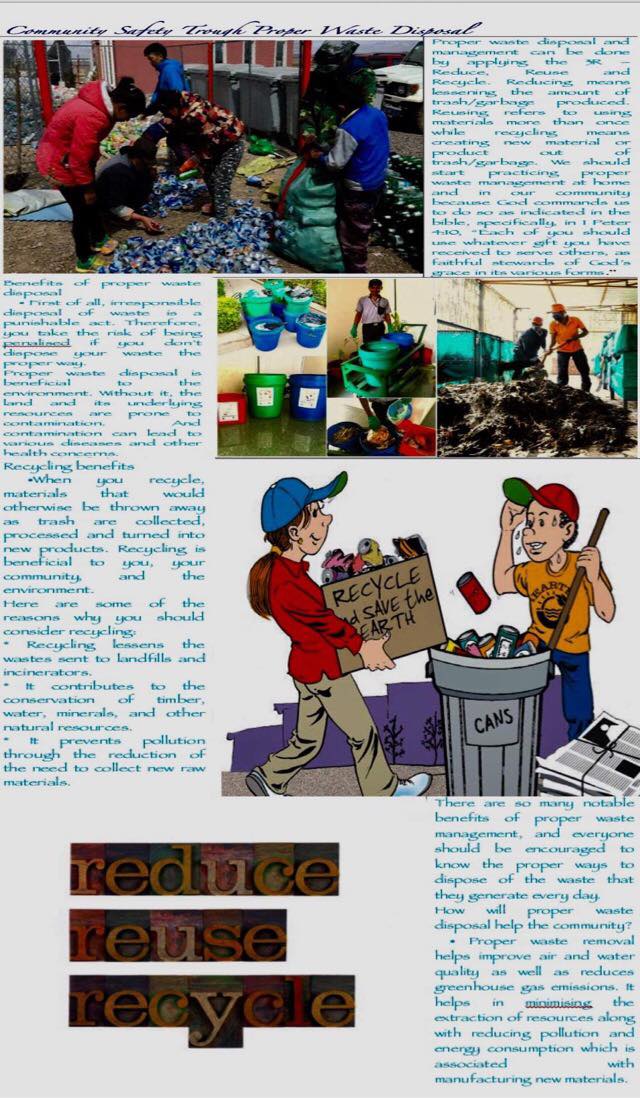 Community Safety Trough Proper Waste Disposal
Proper waste disposal and
management can be done
by applying the 3R –
Reduce, Reuse and
Recycle. Reducing means
lessering the amount of
trash/garbage produced.
Reusing refers to using
materials more than once
while recycling means
creating new material or
product out of
trash/garbage. We should
start practicing proper
waste management at home
and in our community
because God commands us
to do so as indicated in the
bible, specifically, in 1 Peter
4:10, “Each of you should
use whatever gift you have
received to serve others, as
faithful stewards of God's
grace in its various forms.”
Benefits of proper waste
disposal
• First of all, irresponsible
disposal of waste is a
punishable act. Therefore,
you take the risk of being
penalised if you don't
dispose your waste the
proper way.
Proper waste disposal is
beneficial to the
environment. Without it, the
land and its underlying
resources are prone to
contamination. And
contamination can lead to
various diseases and other
health concerns.
Recycling benefits
•When you recycle,
materials that would
otherwise be thrown away
as trash are collected,
processed and turned into
new products. Recycling is
beneficial to you, your
community, and the
environment.
Here are some of the
reasons why you should
consider recycling:
* Recycling lessens the
wastes sent to landfills and
incinerators.
* It contributes to the
conservation of timber,
water, minerals, and other
natural resources.
* It prevents pollution
through the reduction of
the need to collect new raw
materials.
RECYCLE
d SAVE the
EARTH
EARTH
CANS
reduce
reuse
recycle
There are so many notable
benefits of proper waste
management, and everyone
should be encouraged to
know the proper ways to
dispose of the waste that
they generate every day.
How will proper waste
disposal help the community?
• Proper waste removal
helps improve air and water
quality as well as reduces
greenhouse gas emissions. It
helps in minimising the
extraction of resources along
with reducing pollution and
energy consumption which is
associated with
manufacturing new materials.